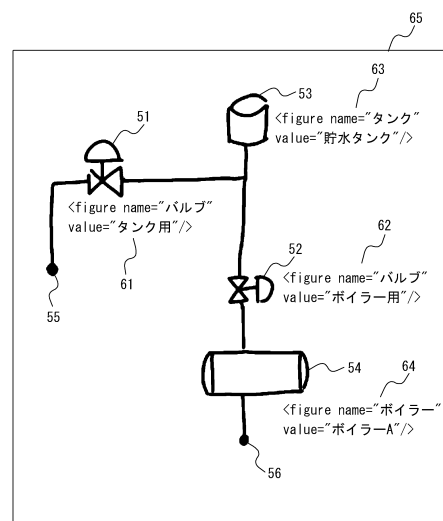 65
53
63
<figure name="タンク"
value="貯水タンク"/>
51
<figure name="バルブ"
value="タンク用"/>
61
55
52
62
<figure name="バルブ"
value="ボイラー用"/>
54
64
<figure name="ボイラー"
value="ボイラーA"/>
56